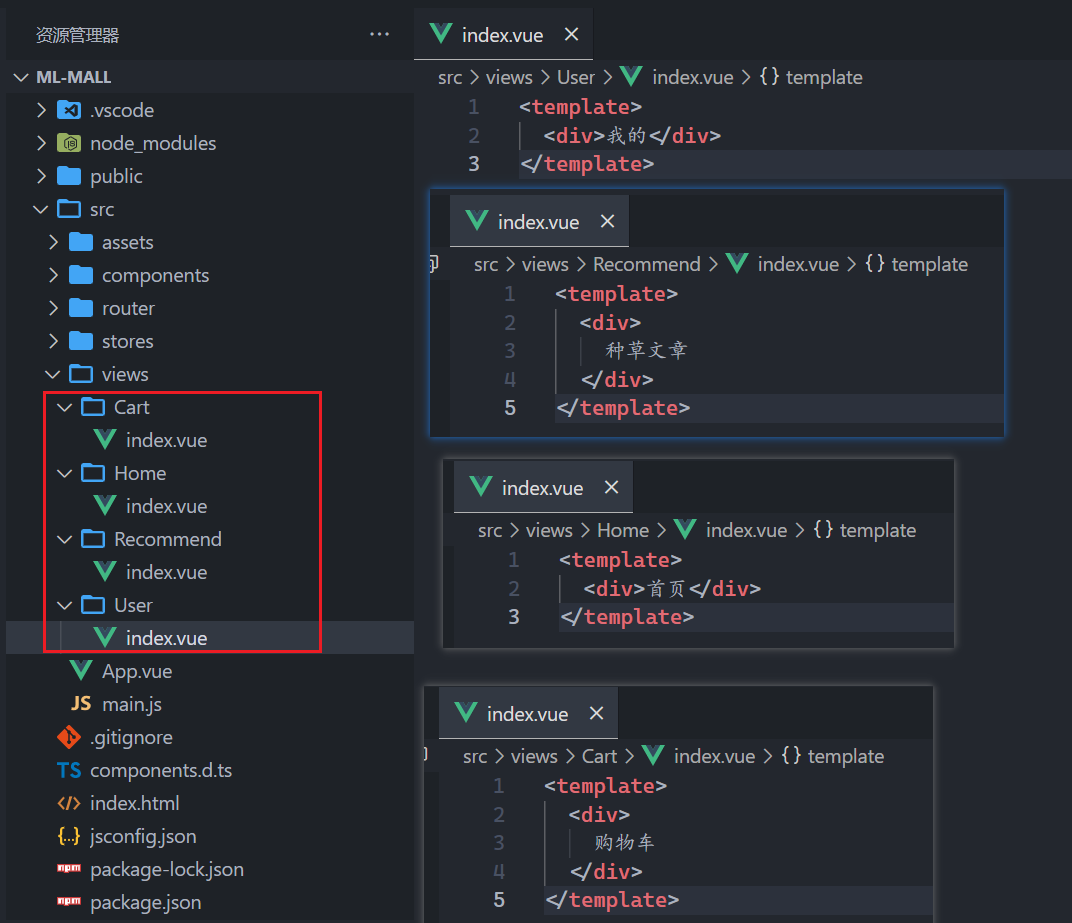 资源管理器
ML-MALL
.vscode
node_modules
public
src
assets
components
router
stores
views
Cart
index.vue
Home
index.vue
Recommend
index.vue
User
index.vue
App.vue
JS main.js
.gitignore
TS components.d.ts
index.html
{..} jsconfig.json
npm package-lock.json
npm package.json
index.vue
src > views > User > index.vue > {} template
1 <template>
2 <div>我的</div>
3 </template>
index.vue
src > views > Recommend > index.vue > {} template
1 <template>
2 <div>
3 种草文章
4 </div>
5 </template>
index.vue
src > views > Home > index.vue > {} template
1 <template>
2 <div>首页</div>
3 </template>
index.vue
src > views > Cart > index.vue > {} template
1 <template>
2 <div>
3 购物车
4 </div>
5 </template>